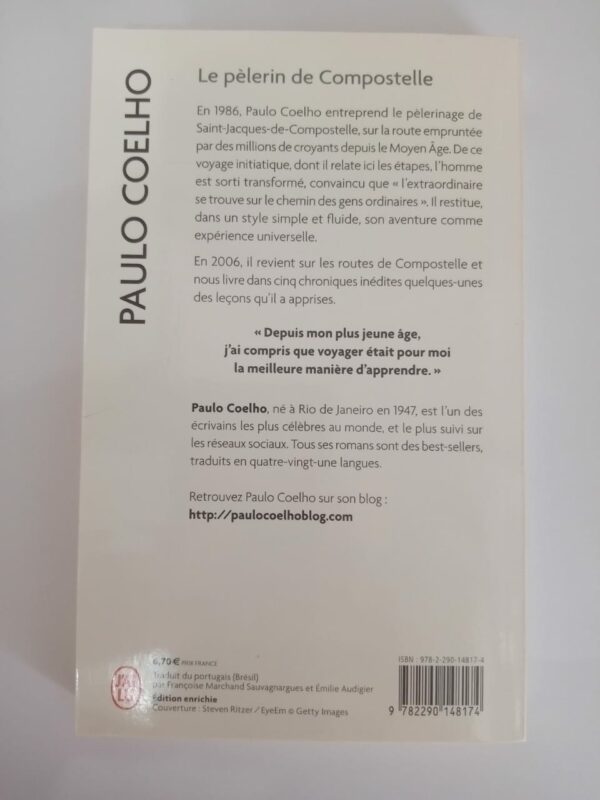 PAULO COELHO
Le pèlerin de Compostelle
En 1986, Paulo Coelho entreprend le pèlerinage de
Saint-Jacques-de-Compostelle, sur la route empruntée
par des millions de croyants depuis le Moyen Âge. De ce
voyage initiatique, dont il relate ici les étapes, l'homme
est sorti transformé, convaincu que « l'extraordinaire
se trouve sur le chemin des gens ordinaires ». Il restitue,
dans un style simple et fluide, son aventure comme
expérience universelle.
En 2006, il revient sur les routes de Compostelle et
nous livre dans cinq chroniques inédites quelques-unes
des leçons qu'il a apprises.
« Depuis mon plus jeune âge,
j'ai compris que voyager était pour moi
la meilleure manière d'apprendre. »
Paulo Coelho, né à Rio de Janeiro en 1947, est l'un des
écrivains les plus célèbres au monde, et le plus suivi sur
les réseaux sociaux. Tous ses romans sont des best-sellers,
traduits en quatre-vingt-une langues.
Retrouvez Paulo Coelho sur son blog :
http://paulocoelhoblog.com
J'AI
LU
6,70 € PRIX FRANCE
Traduit du portugais (Brésil)
par Françoise Marchand Sauvagnargues et Émilie Audigier
Édition enrichie
Couverture : Steven Ritzer / EyeEm © Getty Images
ISBN : 978-2-290-14817-4
9 782290 148174